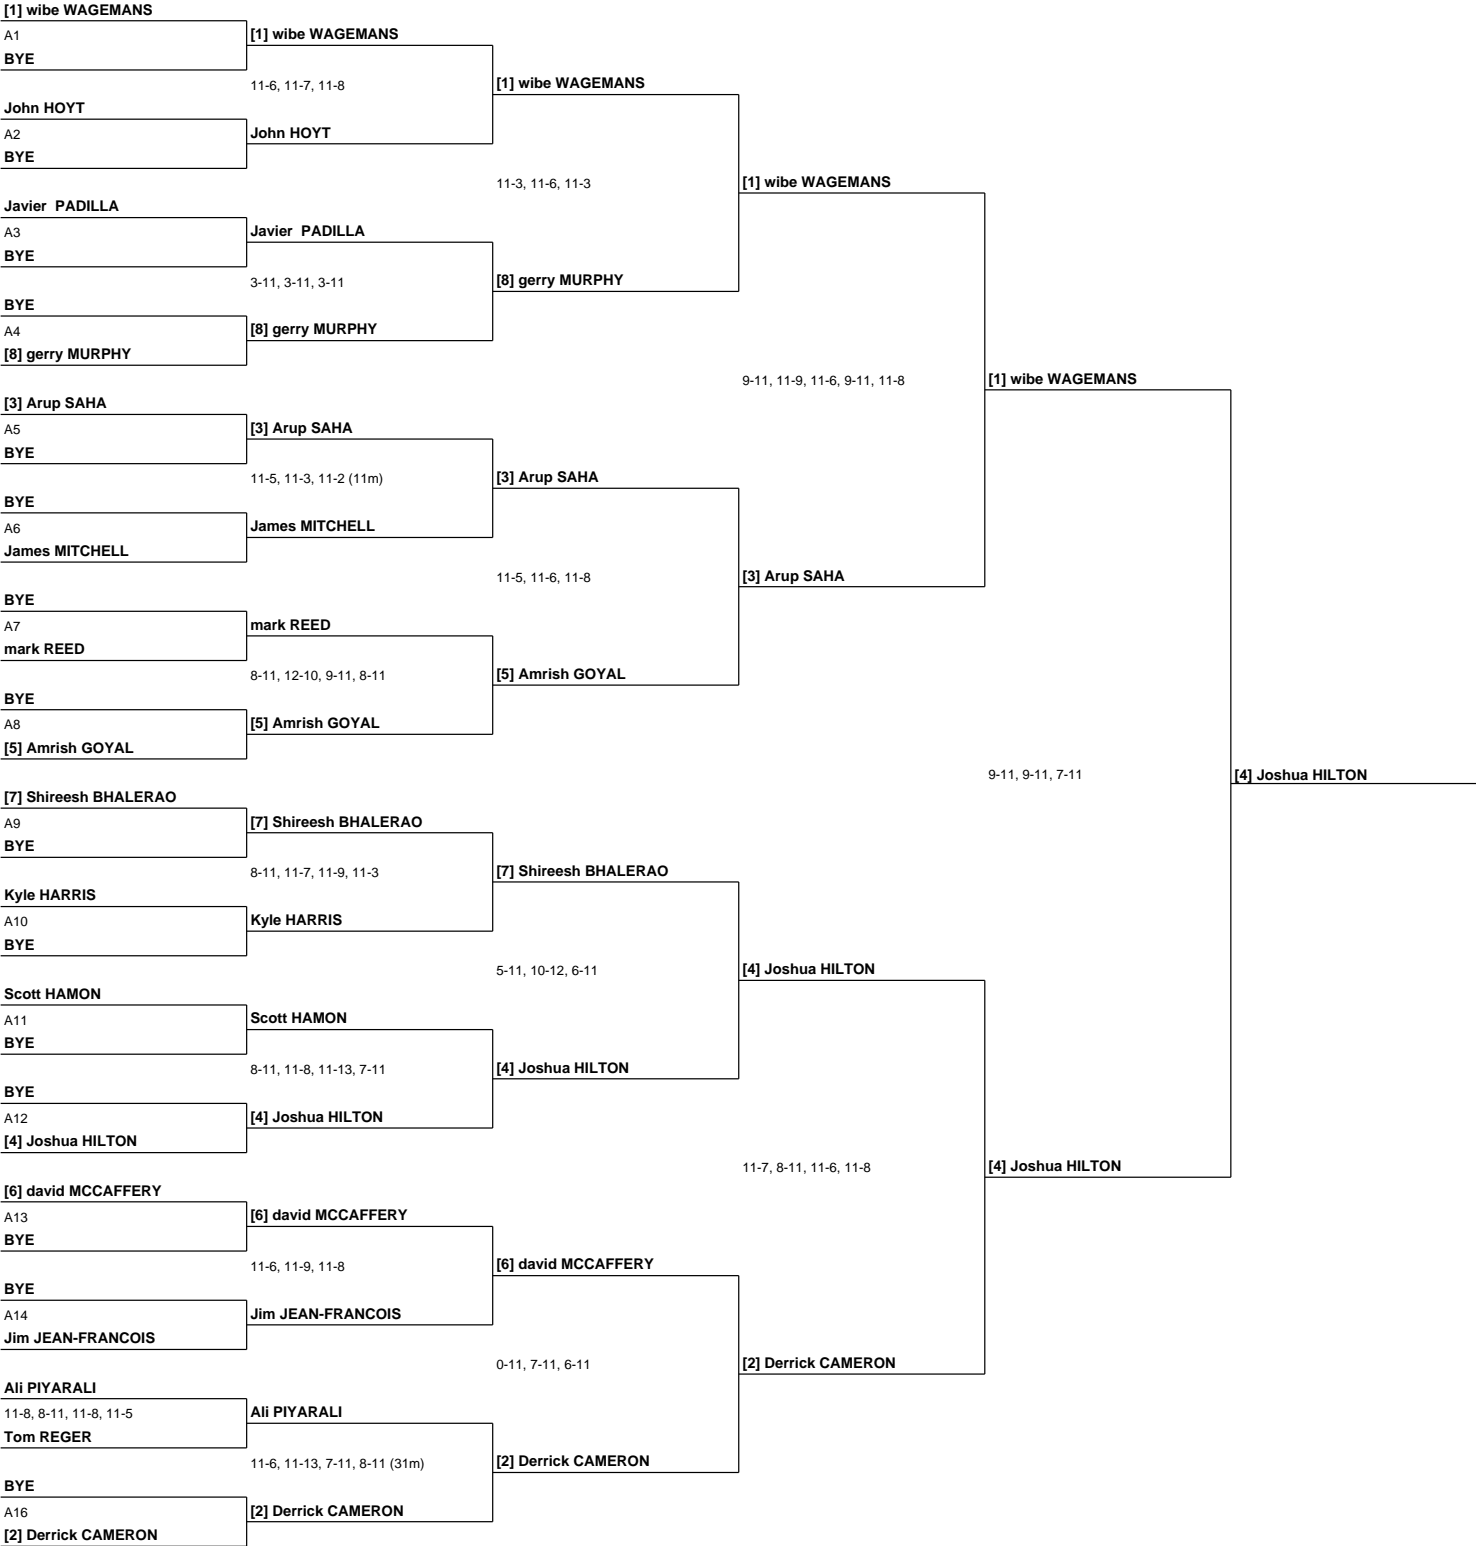 [1] wibe WAGEMANS
A1
[1] wibe WAGEMANS
BYE
11-6, 11-7, 11-8
[1] wibe WAGEMANS
John HOYT
A2
John HOYT
BYE
11-3, 11-6, 11-3
[1] wibe WAGEMANS
Javier PADILLA
A3
Javier PADILLA
BYE
3-11, 3-11, 3-11
[8] gerry MURPHY
BYE
A4
[8] gerry MURPHY
[8] gerry MURPHY
9-11, 11-9, 11-6, 9-11, 11-8
[1] wibe WAGEMANS
[3] Arup SAHA
A5
[3] Arup SAHA
BYE
11-5, 11-3, 11-2 (11m)
[3] Arup SAHA
BYE
A6
James MITCHELL
James MITCHELL
11-5, 11-6, 11-8
[3] Arup SAHA
BYE
A7
mark REED
mark REED
8-11, 12-10, 9-11, 8-11
[5] Amrish GOYAL
BYE
A8
[5] Amrish GOYAL
[5] Amrish GOYAL
9-11, 9-11, 7-11
[4] Joshua HILTON
[7] Shireesh BHALERAO
A9
[7] Shireesh BHALERAO
BYE
8-11, 11-7, 11-9, 11-3
[7] Shireesh BHALERAO
Kyle HARRIS
A10
Kyle HARRIS
BYE
5-11, 10-12, 6-11
[4] Joshua HILTON
Scott HAMON
A11
Scott HAMON
BYE
8-11, 11-8, 11-13, 7-11
[4] Joshua HILTON
BYE
A12
[4] Joshua HILTON
[4] Joshua HILTON
11-7, 8-11, 11-6, 11-8
[4] Joshua HILTON
[6] david MCCAFFERY
A13
[6] david MCCAFFERY
BYE
11-6, 11-9, 11-8
[6] david MCCAFFERY
BYE
A14
Jim JEAN-FRANCOIS
Jim JEAN-FRANCOIS
0-11, 7-11, 6-11
[2] Derrick CAMERON
Ali PIYARALI
11-8, 8-11, 11-8, 11-5
Ali PIYARALI
Tom REGER
11-6, 11-13, 7-11, 8-11 (31m)
[2] Derrick CAMERON
BYE
A16
[2] Derrick CAMERON
[2] Derrick CAMERON